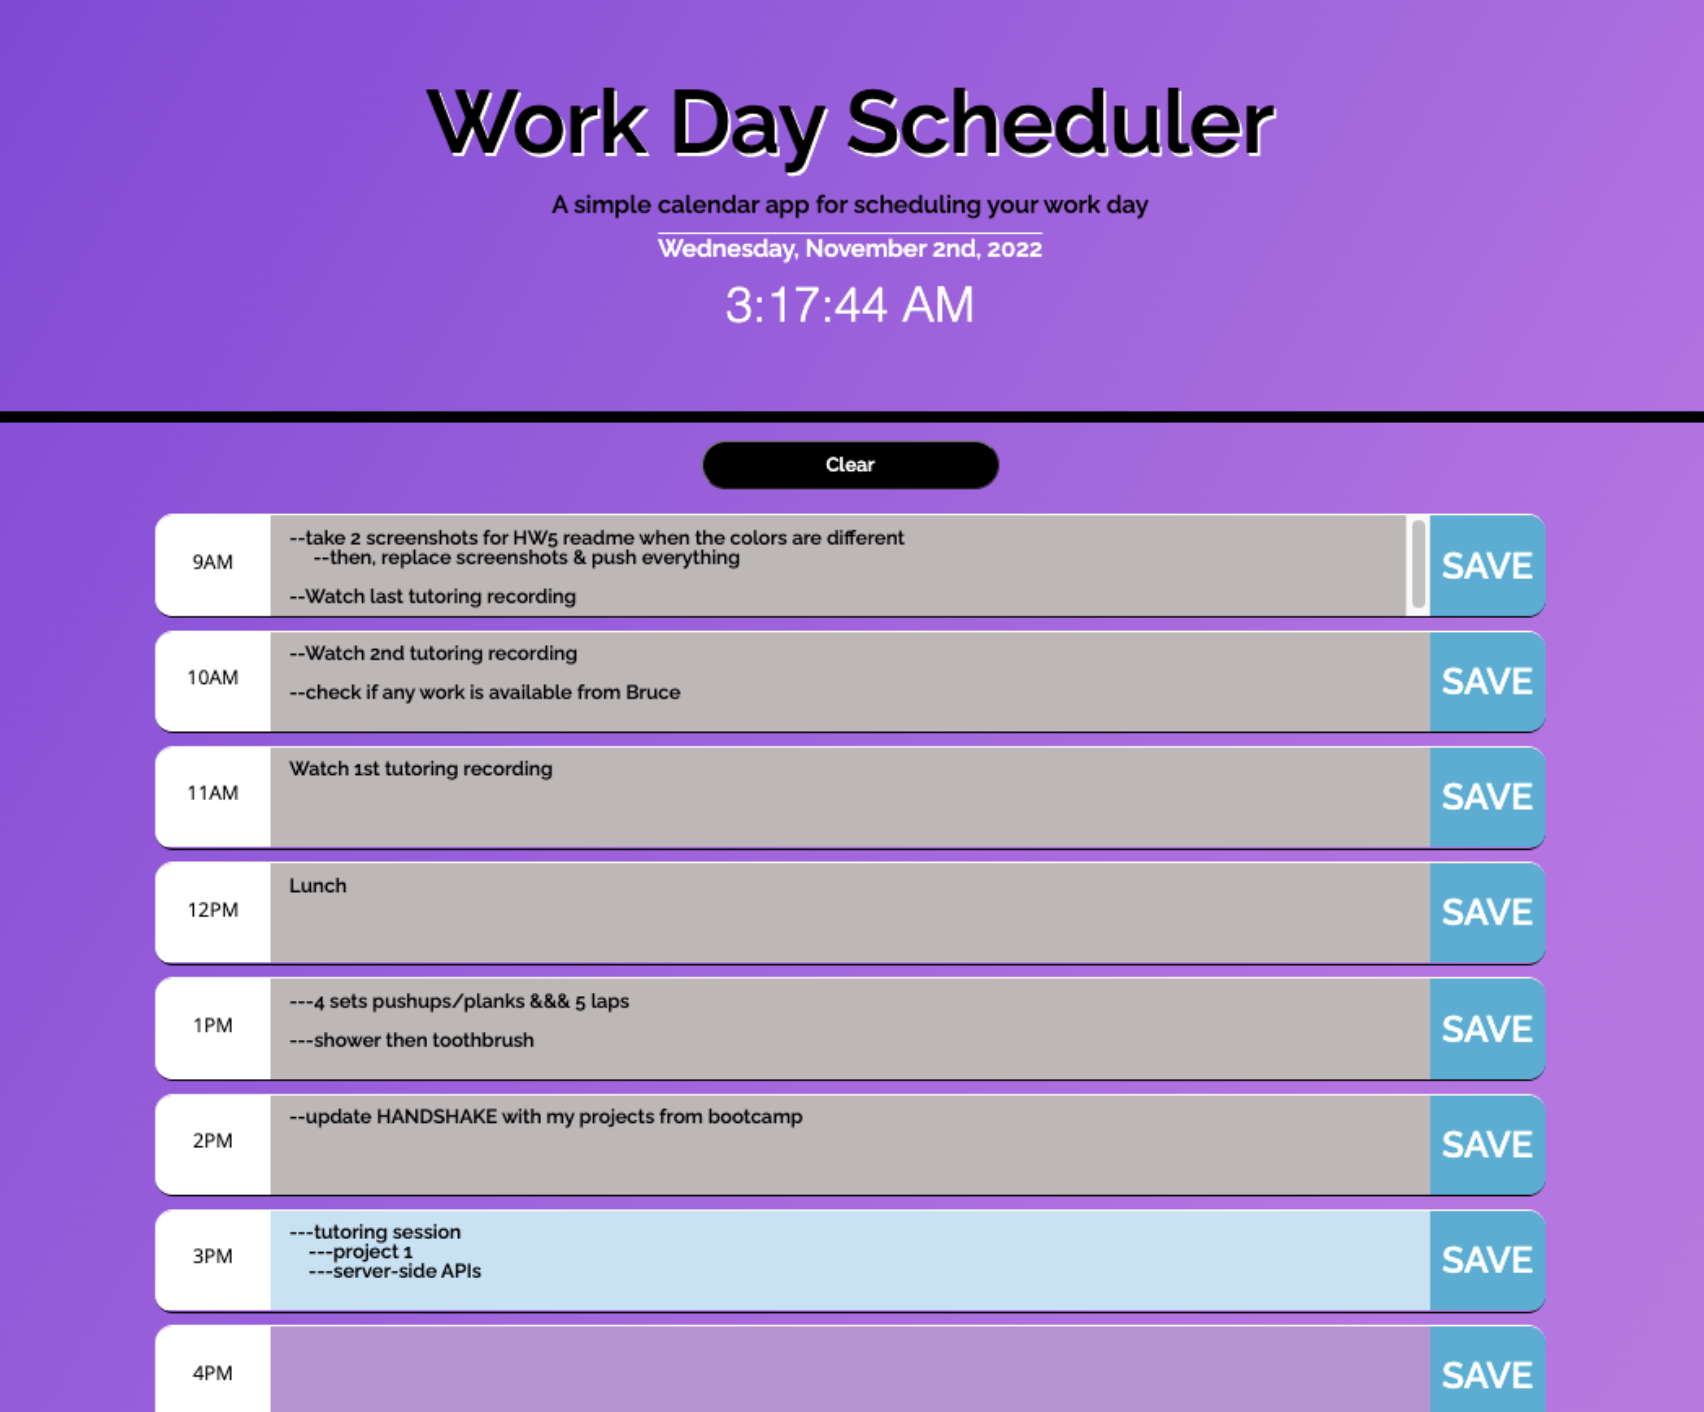 Work Day Scheduler
A simple calendar app for scheduling your work day
Wednesday, November 2nd, 2022
3:17:44 AM
Clear
9AM
--take 2 screenshots for HW5 readme when the colors are different
--then, replace screenshots & push everything
--Watch last tutoring recording
SAVE
10AM
--Watch 2nd tutoring recording
--check if any work is available from Bruce
SAVE
11AM
Watch 1st tutoring recording
SAVE
12PM
Lunch
SAVE
1PM
---4 sets pushups/planks &&& 5 laps
---shower then toothbrush
SAVE
2PM
--update HANDSHAKE with my projects from bootcamp
SAVE
3PM
---tutoring session
---project 1
---server-side APIs
SAVE
4PM
SAVE